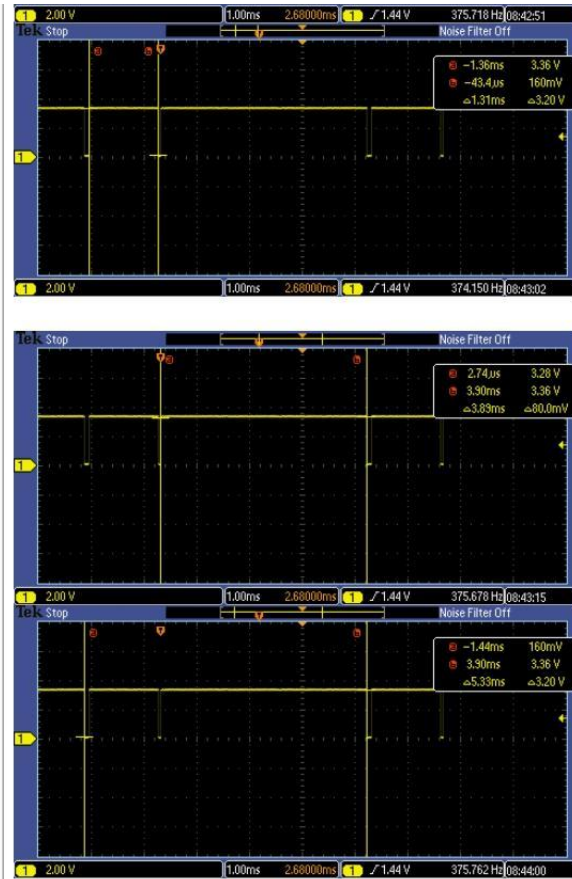 1 2.00 V 1.00ms 2.68000ms 1 1.44 V 375.718 Hz 08:42:51
Tek Stop Noise Filter Off
a b T
a −1.36ms 3.36 V
b −43.4µs 160mV
△1.31ms △3.20 V
1
1 2.00 V 1.00ms 2.68000ms 1 1.44 V 374.150 Hz 08:43:02
Tek Stop Noise Filter Off
T a b
a 2.74µs 3.28 V
b 3.90ms 3.36 V
△3.89ms △80.0mV
1
1 2.00 V 1.00ms 2.68000ms 1 1.44 V 375.678 Hz 08:43:15
Tek Stop Noise Filter Off
a T b
a −1.44ms 160mV
b 3.90ms 3.36 V
△5.33ms △3.20 V
1
1 2.00 V 1.00ms 2.68000ms 1 1.44 V 375.762 Hz 08:44:00